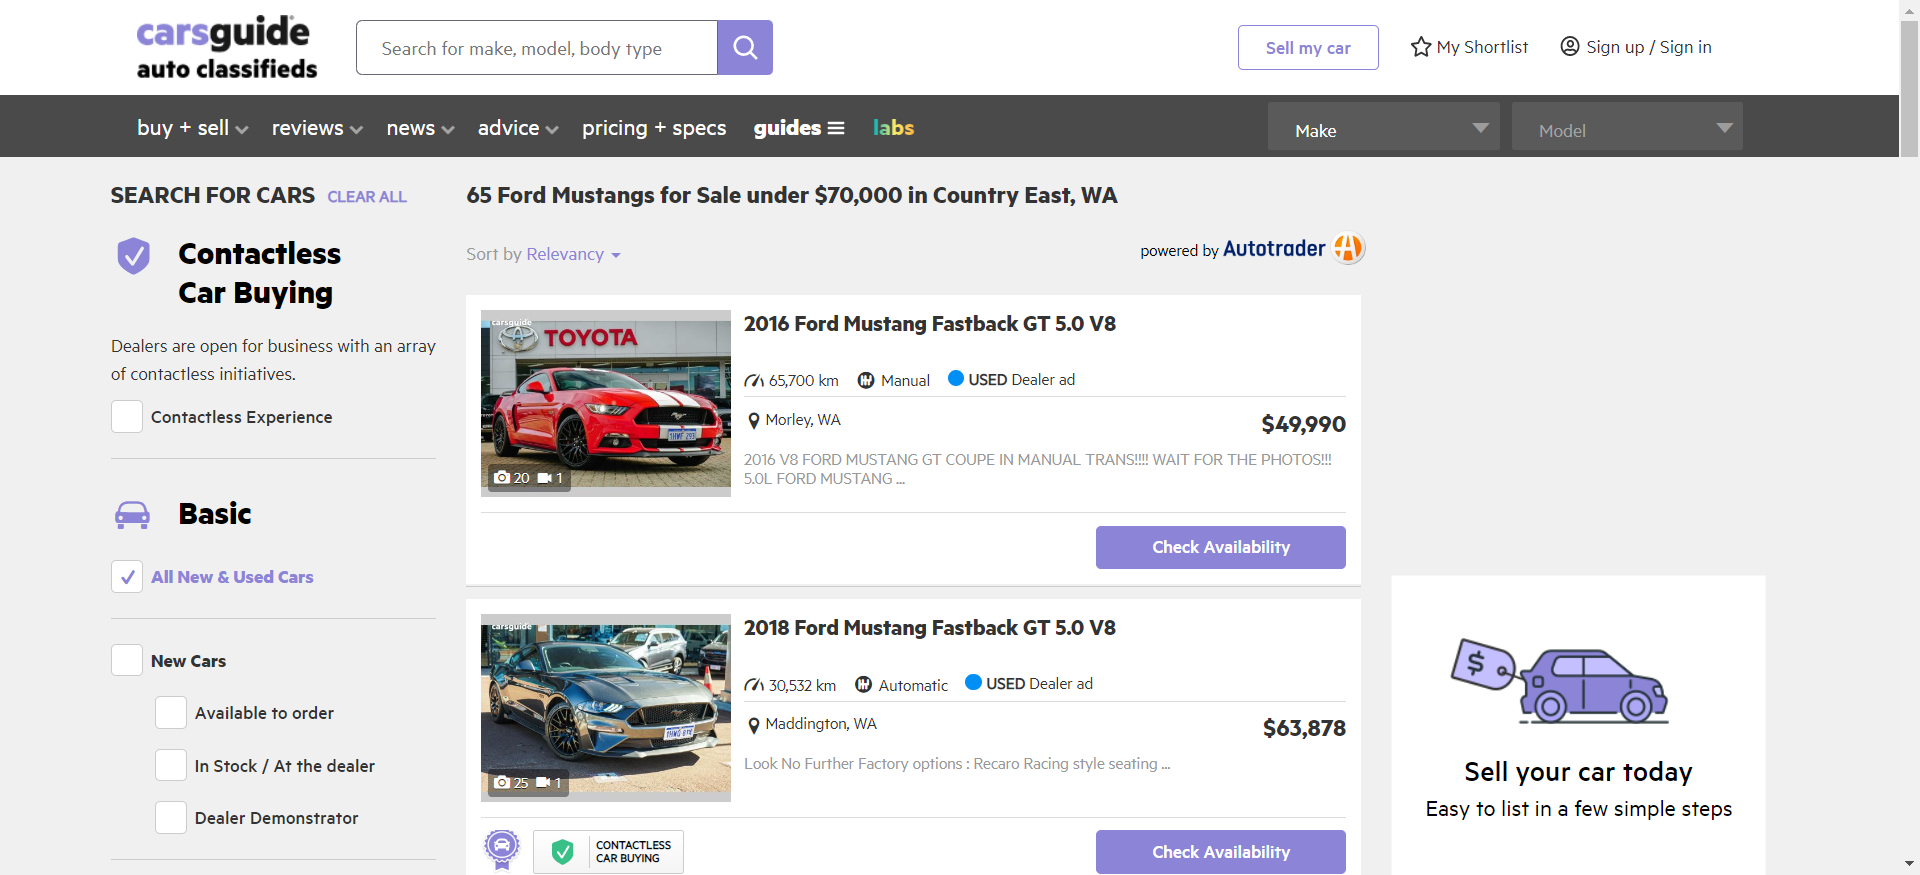 carsguide
auto classifieds
Search for make, model, body type
Sell my car
My Shortlist
Sign up / Sign in
buy + sell
reviews
news
advice
pricing + specs
guides
labs
Make
Model
SEARCH FOR CARS CLEAR ALL
Contactless
Car Buying
Dealers are open for business with an array
of contactless initiatives.
Contactless Experience
Basic
All New & Used Cars
New Cars
Available to order
In Stock / At the dealer
Dealer Demonstrator
65 Ford Mustangs for Sale under $70,000 in Country East, WA
Sort by Relevancy
powered by Autotrader
carsguide
TOYOTA
20 1
2016 Ford Mustang Fastback GT 5.0 V8
65,700 km Manual USED Dealer ad
Morley, WA
$49,990
2016 V8 FORD MUSTANG GT COUPE IN MANUAL TRANS!!!! WAIT FOR THE PHOTOS!!!
5.0L FORD MUSTANG ...
Check Availability
carsguide
25 1
2018 Ford Mustang Fastback GT 5.0 V8
30,532 km Automatic USED Dealer ad
Maddington, WA
$63,878
Look No Further Factory options : Recaro Racing style seating ...
CONTACTLESS
CAR BUYING
Check Availability
$
Sell your car today
Easy to list in a few simple steps